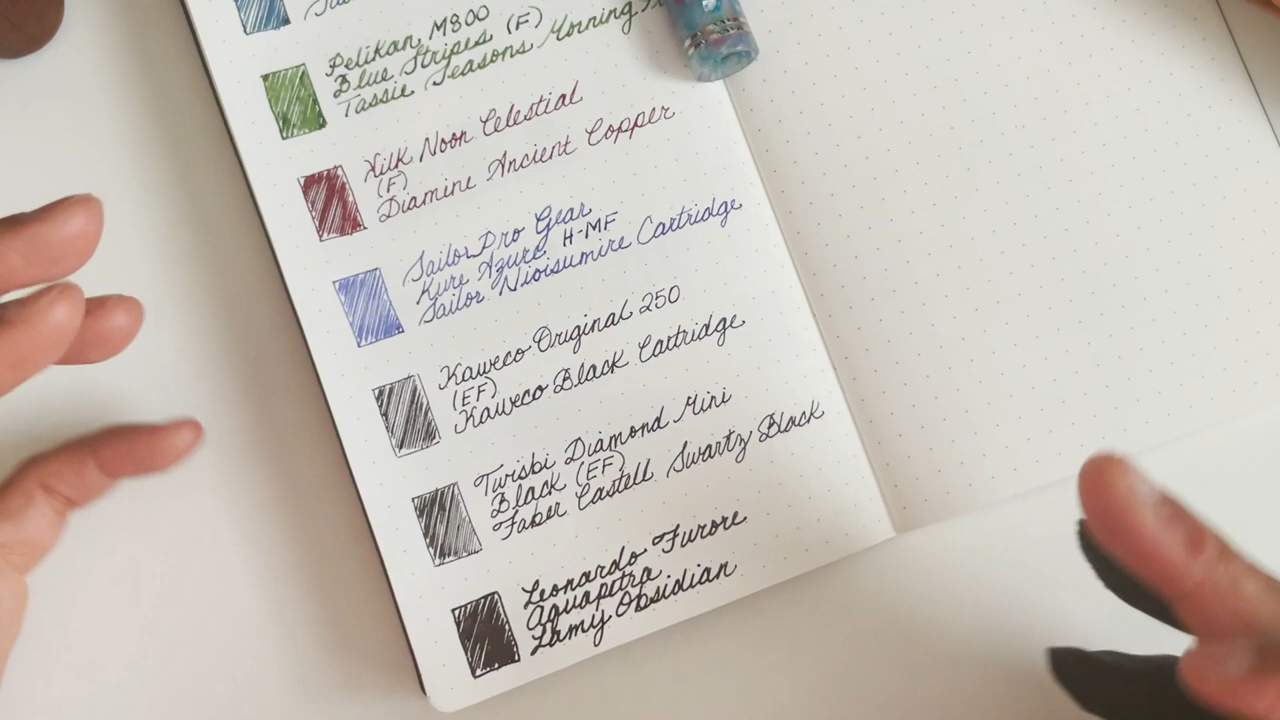 Pelikan M800
Blue Stripes (F)
Tassie Seasons Morning
Xilk Noon Celestial
(F)
Diamine Ancient Copper
Sailor Pro Gear
Kure Azure H-MF
Sailor Nioisumire Cartridge
Kaweco Original 250
(EF)
Kaweco Black Cartridge
Twisbi Diamond Mini
Black (EF)
Faber Castell Swartz Black
Leonardo Furore
Aquapetra
Lamy Obsidian